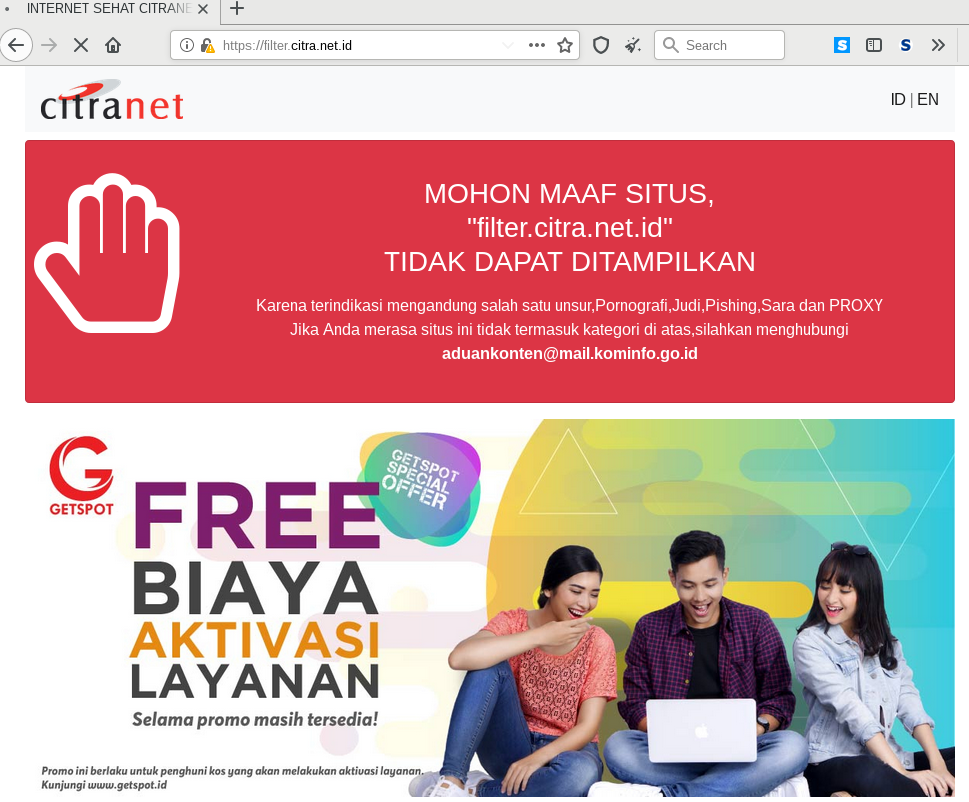 INTERNET SEHAT CITRANE
https://filter.citra.net.id
Search
citranet
ID | EN
MOHON MAAF SITUS,
"filter.citra.net.id"
TIDAK DAPAT DITAMPILKAN
Karena terindikasi mengandung salah satu unsur,Pornografi,Judi,Pishing,Sara dan PROXY
Jika Anda merasa situs ini tidak termasuk kategori di atas,silahkan menghubungi
aduankonten@mail.kominfo.go.id
G
GETSPOT
GETSPOT
SPECIAL
OFFER
FREE
BIAYA
AKTIVASI
LAYANAN
Selama promo masih tersedia!
Promo ini berlaku untuk penghuni kos yang akan melakukan aktivasi layanan.
Kunjungi www.getspot.id